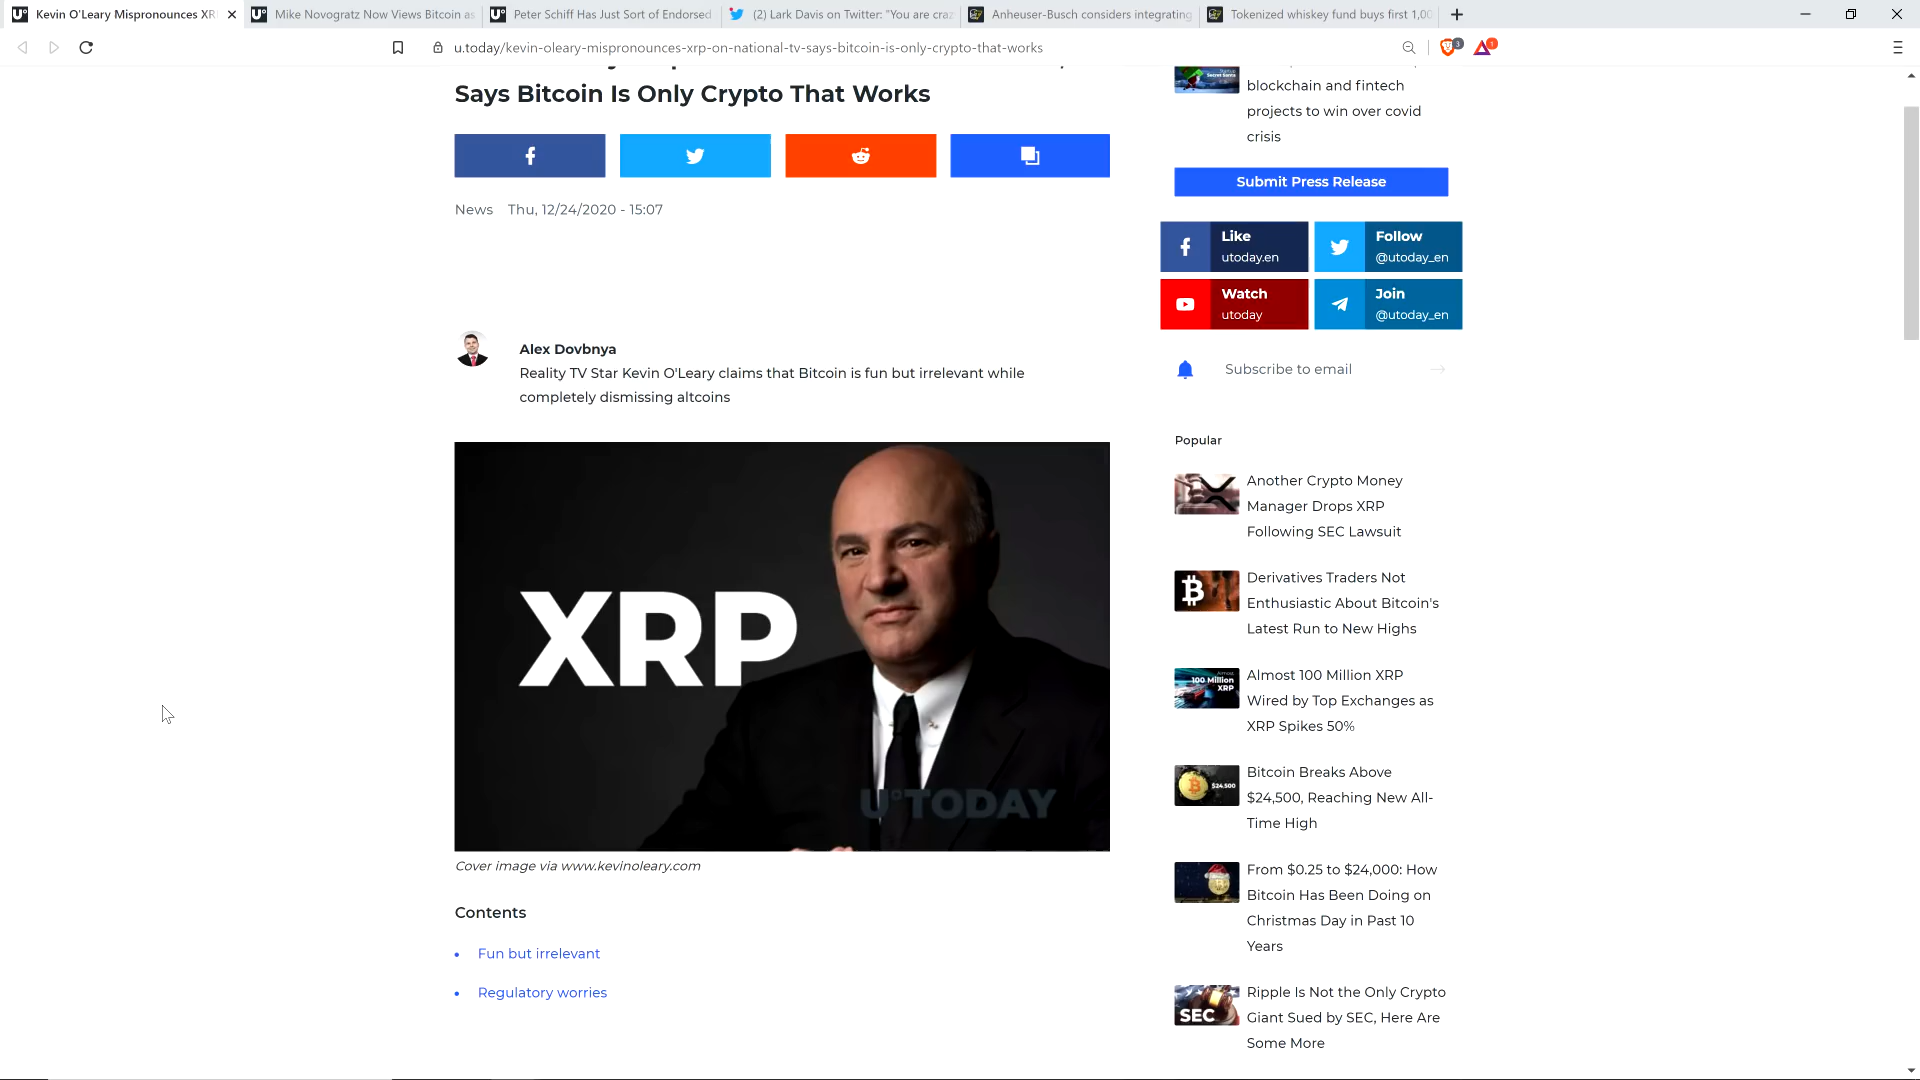 Kevin O'Leary Mispronounces XR
Mike Novogratz Now Views Bitcoin as
Peter Schiff Has Just Sort of Endorsed
(2) Lark Davis on Twitter: "You are craz
Anheuser-Busch considers integrating
Tokenized whiskey fund buys first 1,00
u.today/kevin-oleary-mispronounces-xrp-on-national-tv-says-bitcoin-is-only-crypto-that-works
3
1
Says Bitcoin Is Only Crypto That Works
News Thu, 12/24/2020 - 15:07
Alex Dovbnya
Reality TV Star Kevin O'Leary claims that Bitcoin is fun but irrelevant while
completely dismissing altcoins
XRP
U°TODAY
Cover image via www.kevinoleary.com
Contents
• Fun but irrelevant
• Regulatory worries
blockchain and fintech
projects to win over covid
crisis
Submit Press Release
Like
utoday.en
Follow
@utoday_en
Watch
utoday
Join
@utoday_en
Subscribe to email
Popular
Another Crypto Money
Manager Drops XRP
Following SEC Lawsuit
Derivatives Traders Not
Enthusiastic About Bitcoin's
Latest Run to New Highs
100 Million
XRP
Almost 100 Million XRP
Wired by Top Exchanges as
XRP Spikes 50%
$24,500
Bitcoin Breaks Above
$24,500, Reaching New All-
Time High
From $0.25 to $24,000: How
Bitcoin Has Been Doing on
Christmas Day in Past 10
Years
SEC
Ripple Is Not the Only Crypto
Giant Sued by SEC, Here Are
Some More